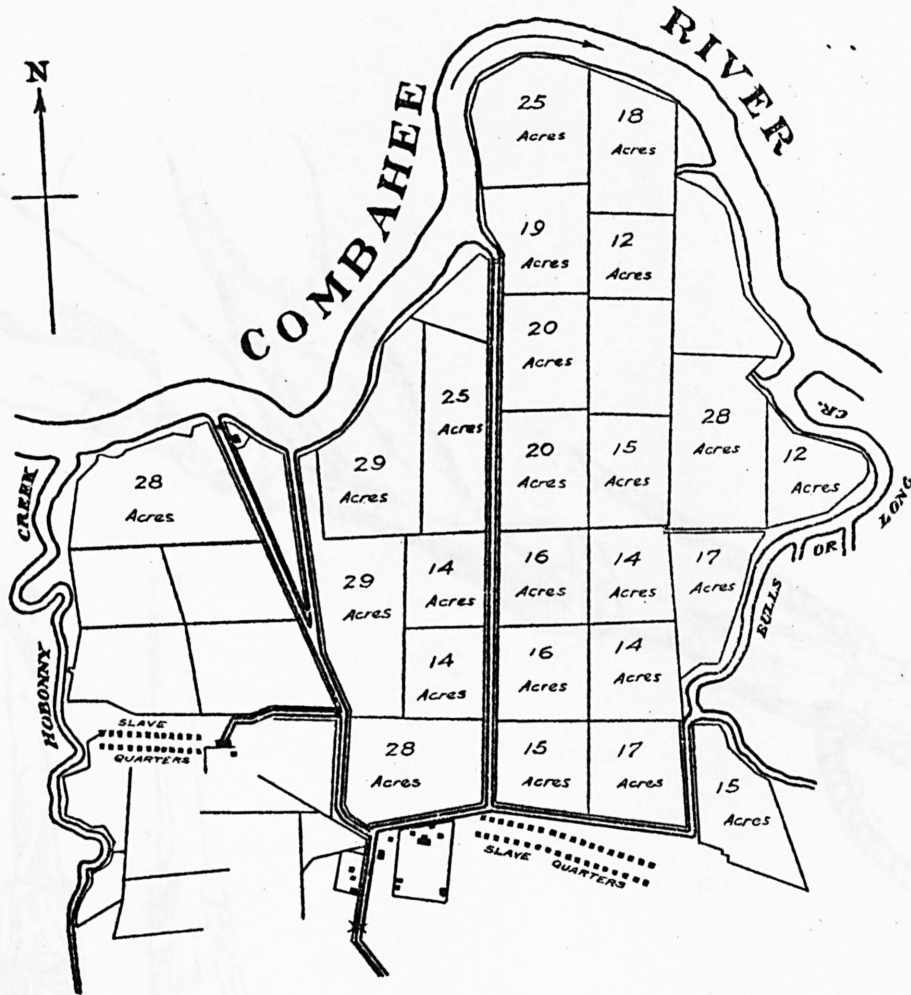 N
COMBAHEE
RIVER
25
Acres
18
Acres
19
Acres
12
Acres
20
Acres
25
Acres
28
Acres
CR.
29
Acres
20
Acres
15
Acres
12
Acres
LONG
OR
BULLS
CREEK
28
Acres
29
Acres
14
Acres
16
Acres
14
Acres
17
Acres
14
Acres
16
Acres
14
Acres
HOBONNY
SLAVE
QUARTERS
28
Acres
15
Acres
17
Acres
15
Acres
SLAVE QUARTERS